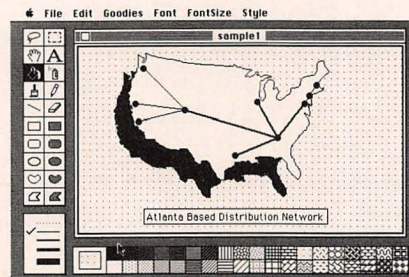 File Edit Goodies Font FontSize Style
sample1
A
Atlanta Based Distribution Network